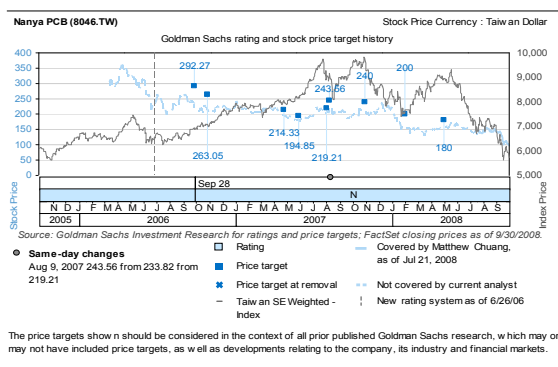 Nanya PCB (8046.TW) Stock Price Currency : Taiwan Dollar
Goldman Sachs rating and stock price target history
400 10,000
350
300 9,000
250 8,000
200
150 7,000
100 6,000
50
0 5,000
292.27 243.56 240 200
263.05 214.33 194.85 219.21 180
Stock Price Index Price
Sep 28
N
N D J F M A M J J A S O N D J F M A M J J A S O N D J F M A M J J A S
2005 2006 2007 2008
Source: Goldman Sachs Investment Research for ratings and price targets; FactSet closing prices as of 9/30/2008.
Same-day changes
Aug 9, 2007 243.56 from 233.82 from
219.21
Rating
Price target
Price target at removal
Taiwan SE Weighted -
Index
Covered by Matthew Chuang,
as of Jul 21, 2008
Not covered by current analyst
New rating system as of 6/26/06
The price targets shown should be considered in the context of all prior published Goldman Sachs research, which may or
may not have included price targets, as well as developments relating to the company, its industry and financial markets.